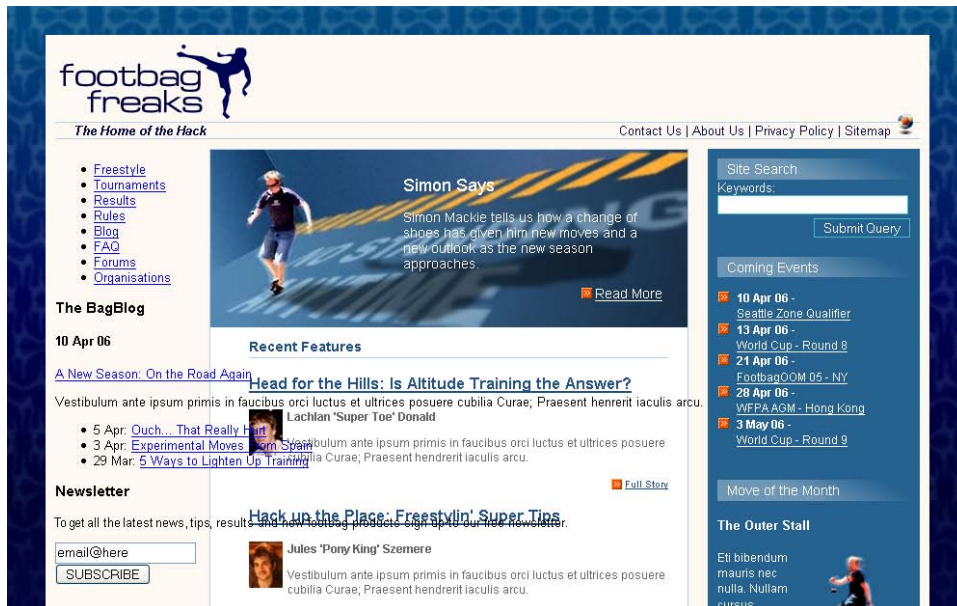 footbag
freaks
The Home of the Hack
Contact Us | About Us | Privacy Policy | Sitemap
Freestyle
Tournaments
Results
Rules
Blog
FAQ
Forums
Organisations
The BagBlog
10 Apr 06
A New Season: On the Road Again
Vestibulum ante ipsum primis in faucibus orci luctus et ultrices posuere cubilia Curae; Praesent henrerit iaculis arcu.
5 Apr: Ouch... That Really Hurt
3 Apr: Experimental Moves From Spain
29 Mar: 5 Ways to Lighten Up Training
Newsletter
To get all the latest news, tips, results and new footbag products sign up to our free newsletter.
email@here
SUBSCRIBE
Simon Says
Simon Mackie tells us how a change of
shoes has given him new moves and a
new outlook as the new season
approaches.
Read More
Recent Features
Head for the Hills: Is Altitude Training the Answer?
Lachlan 'Super Toe' Donald
Vestibulum ante ipsum primis in faucibus orci luctus et ultrices posuere
cubilia Curae; Praesent hendrerit iaculis arcu.
Full Story
Hack up the Place: Freestylin' Super Tips
Jules 'Pony King' Szemere
Vestibulum ante ipsum primis in faucibus orci luctus et ultrices posuere
cubilia Curae; Praesent hendrerit iaculis arcu.
Site Search
Keywords:
Submit Query
Coming Events
10 Apr 06 -
Seattle Zone Qualifier
13 Apr 06 -
World Cup - Round 8
21 Apr 06 -
FootbagOOM 05 - NY
28 Apr 06 -
WFPA AGM - Hong Kong
3 May 06 -
World Cup - Round 9
Move of the Month
The Outer Stall
Eti bibendum
mauris nec
nulla. Nullam
cursus